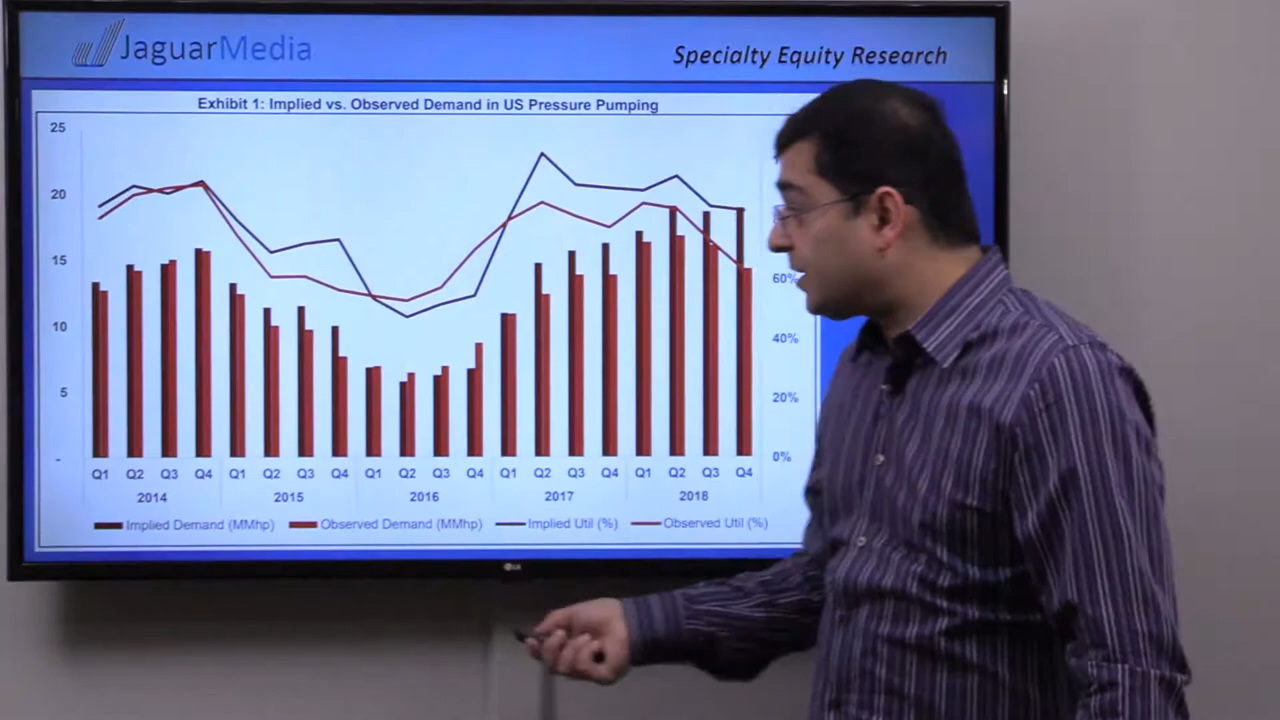 JaguarMedia
Specialty Equity Research
Exhibit 1: Implied vs. Observed Demand in US Pressure Pumping
25
20
15
10
5
-
60%
40%
20%
0%
Q1 Q2 Q3 Q4 Q1 Q2 Q3 Q4 Q1 Q2 Q3 Q4 Q1 Q2 Q3 Q4 Q1 Q2 Q3 Q4
2014 2015 2016 2017 2018
Implied Demand (MMhp) Observed Demand (MMhp) Implied Util (%) Observed Util (%)
LG